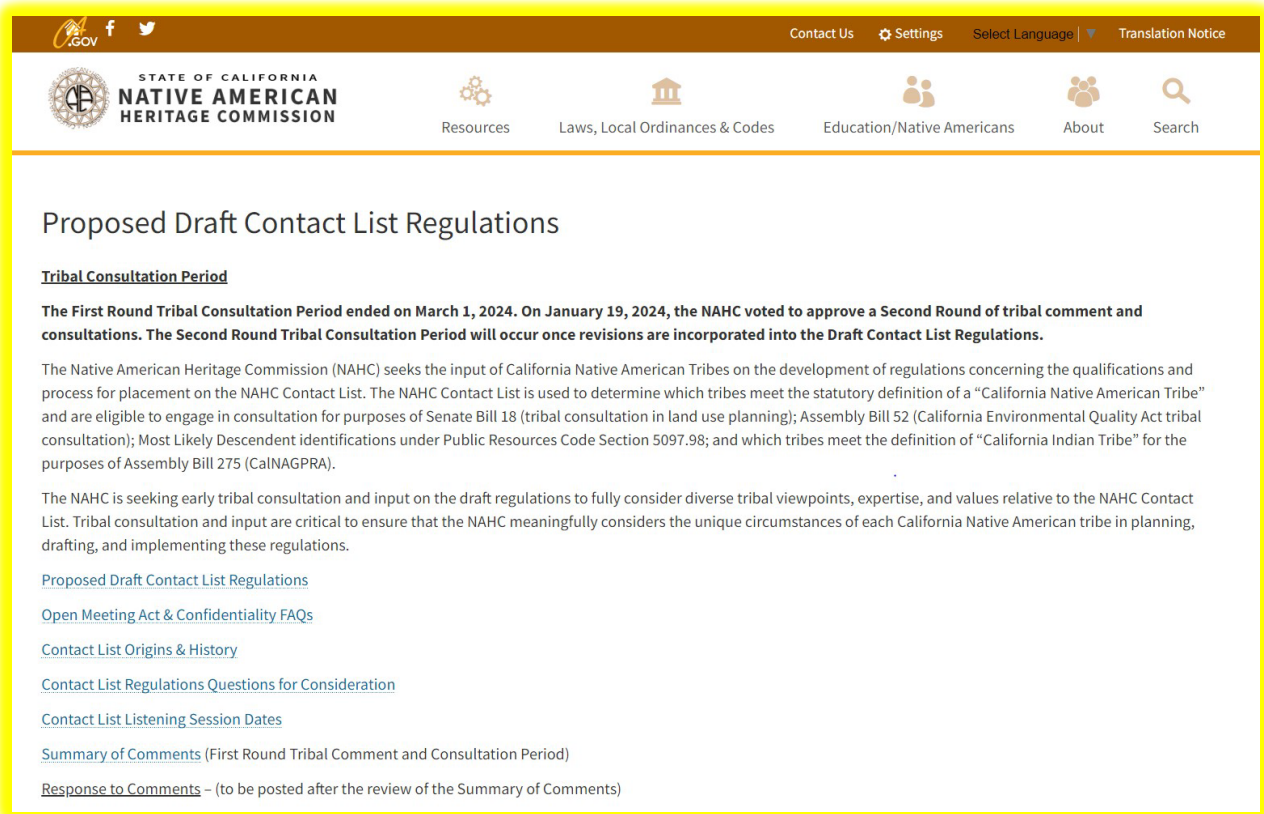 CA.GOV
Contact Us
Settings
Select Language
Translation Notice
STATE OF CALIFORNIA
NATIVE AMERICAN
HERITAGE COMMISSION
Resources
Laws, Local Ordinances & Codes
Education/Native Americans
About
Search
Proposed Draft Contact List Regulations
Tribal Consultation Period
The First Round Tribal Consultation Period ended on March 1, 2024. On January 19, 2024, the NAHC voted to approve a Second Round of tribal comment and
consultations. The Second Round Tribal Consultation Period will occur once revisions are incorporated into the Draft Contact List Regulations.
The Native American Heritage Commission (NAHC) seeks the input of California Native American Tribes on the development of regulations concerning the qualifications and
process for placement on the NAHC Contact List. The NAHC Contact List is used to determine which tribes meet the statutory definition of a “California Native American Tribe”
and are eligible to engage in consultation for purposes of Senate Bill 18 (tribal consultation in land use planning); Assembly Bill 52 (California Environmental Quality Act tribal
consultation); Most Likely Descendent identifications under Public Resources Code Section 5097.98; and which tribes meet the definition of “California Indian Tribe” for the
purposes of Assembly Bill 275 (CalNAGPRA).
The NAHC is seeking early tribal consultation and input on the draft regulations to fully consider diverse tribal viewpoints, expertise, and values relative to the NAHC Contact
List. Tribal consultation and input are critical to ensure that the NAHC meaningfully considers the unique circumstances of each California Native American tribe in planning,
drafting, and implementing these regulations.
Proposed Draft Contact List Regulations
Open Meeting Act & Confidentiality FAQs
Contact List Origins & History
Contact List Regulations Questions for Consideration
Contact List Listening Session Dates
Summary of Comments (First Round Tribal Comment and Consultation Period)
Response to Comments – (to be posted after the review of the Summary of Comments)